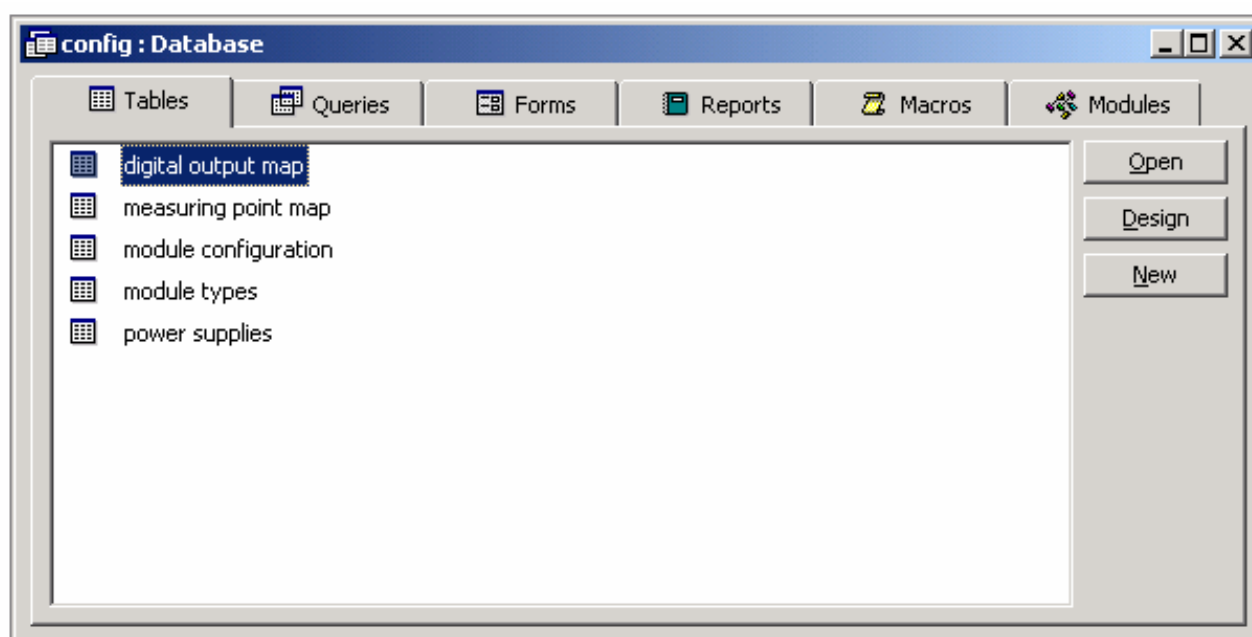 config : Database
Tables Queries Forms Reports Macros Modules
digital output map Open
measuring point map Design
module configuration New
module types
power supplies